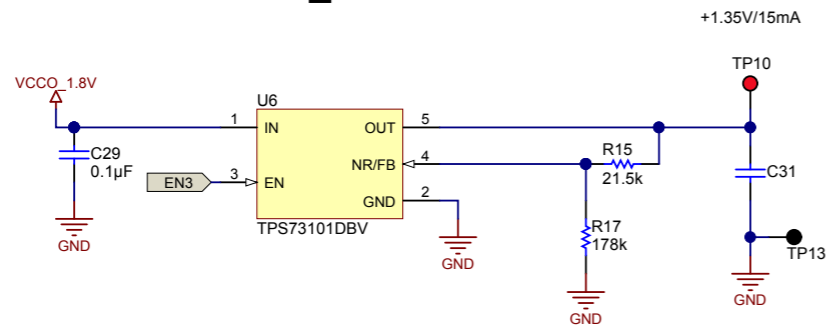 +1.35V/15mA
TP10
VCCO_1.8V
U6
1
IN
OUT
5
C29
0.1µF
NR/FB
4
R15
21.5k
C31
EN3
3
EN
GND
2
TPS73101DBV
R17
178k
GND
GND
TP13
GND
GND